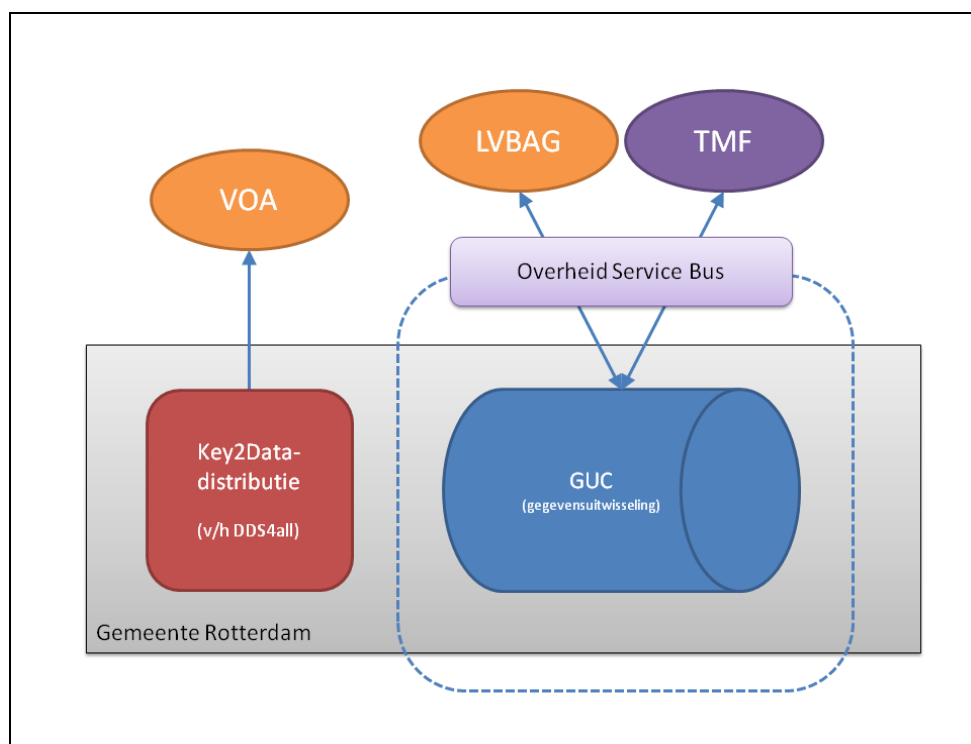 LVBAG
TMF
VOA
Overheid Service Bus
Key2Data-
distributie
(v/h DDS4all)
GUC
(gegevensuitwisseling)
Gemeente Rotterdam